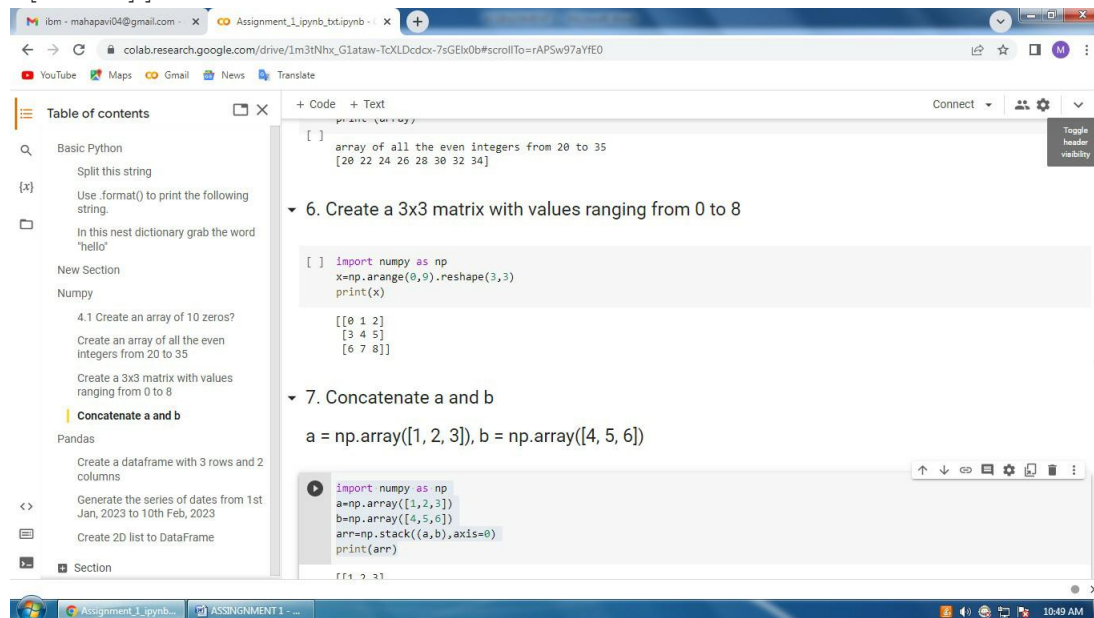 ibm - mahapavi04@gmail.com -
Assignment_1_ipynb_txt.ipynb -
colab.research.google.com/drive/1m3tNhx_G1ataw-TcXLDcdcx-7sGElx0b#scrollTo=rAPSw97aYfE0
M
YouTube Maps Gmail News Translate
Table of contents
Basic Python
Split this string
Use .format() to print the following
string.
In this nest dictionary grab the word
"hello"
New Section
Numpy
4.1 Create an array of 10 zeros?
Create an array of all the even
integers from 20 to 35
Create a 3x3 matrix with values
ranging from 0 to 8
Concatenate a and b
Pandas
Create a dataframe with 3 rows and 2
columns
Generate the series of dates from 1st
Jan, 2023 to 10th Feb, 2023
Create 2D list to DataFrame
Section
+ Code + Text
Connect
Toggle
header
visibility
print (array)
[ ]
array of all the even integers from 20 to 35
[20 22 24 26 28 30 32 34]
6. Create a 3x3 matrix with values ranging from 0 to 8
[ ] import numpy as np
x=np.arange(0,9).reshape(3,3)
print(x)
[[0 1 2]
[3 4 5]
[6 7 8]]
7. Concatenate a and b
a = np.array([1, 2, 3]), b = np.array([4, 5, 6])
import numpy as np
a=np.array([1,2,3])
b=np.array([4,5,6])
arr=np.stack((a,b),axis=0)
print(arr)
[[1 2 3]
Assignment_1_ipynb... ASSINGNMENT 1 - ... 10:49 AM